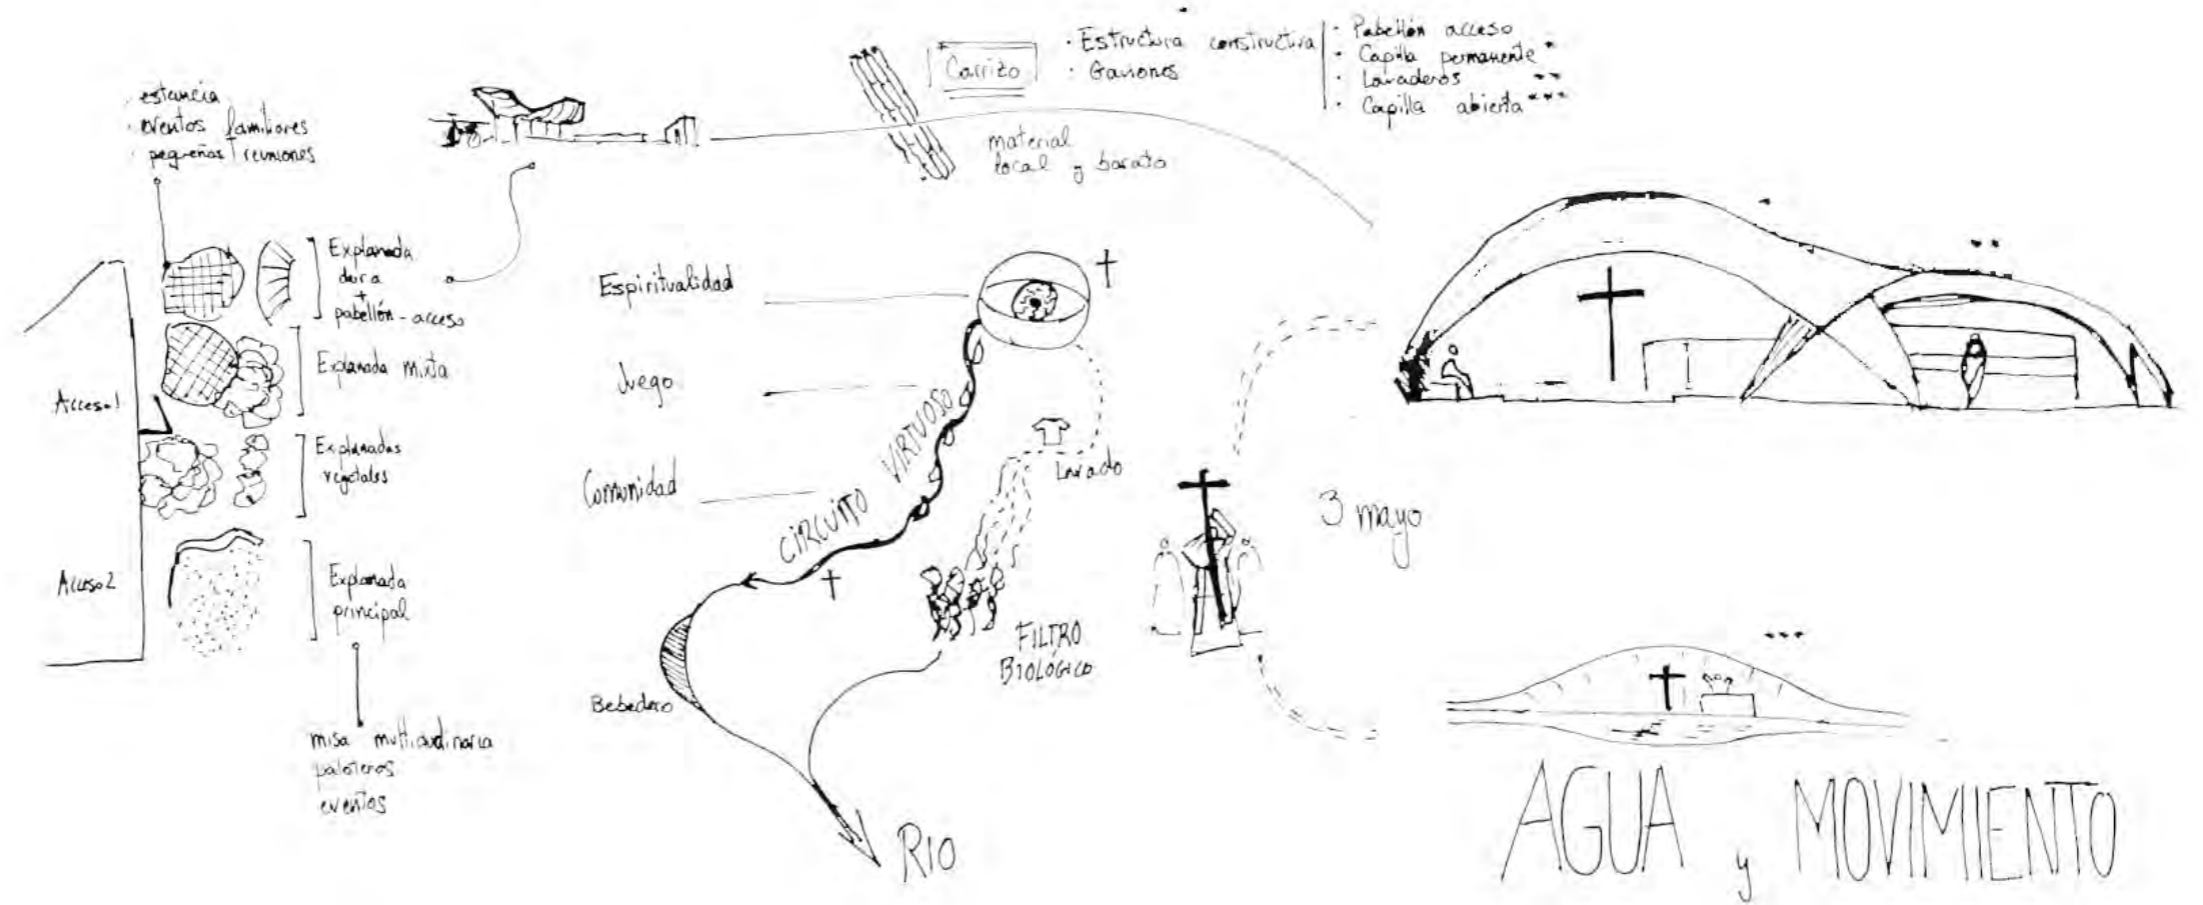 · estancia
· eventos familiares
· pequeñas reuniones
Explanada
dura
+
pabellón-acceso
Explanada mixta
Acceso 1
Explanadas
vegetales
Acceso 2
Explanada
principal
misa multitudinaria
paloteros
eventos
Carrizo
· Estructura constructiva
· Gaviones
· Pabellón acceso *
· Capilla permanente *
· Lavaderos **
· Capilla abierta ***
material
local y barato
Espiritualidad
Juego
Comunidad
CIRCUITO VIRTUOSO
Lavado
FILTRO
BIOLÓGICO
Bebedero
RIO
3 mayo
**
***
AGUA y MOVIMIENTO